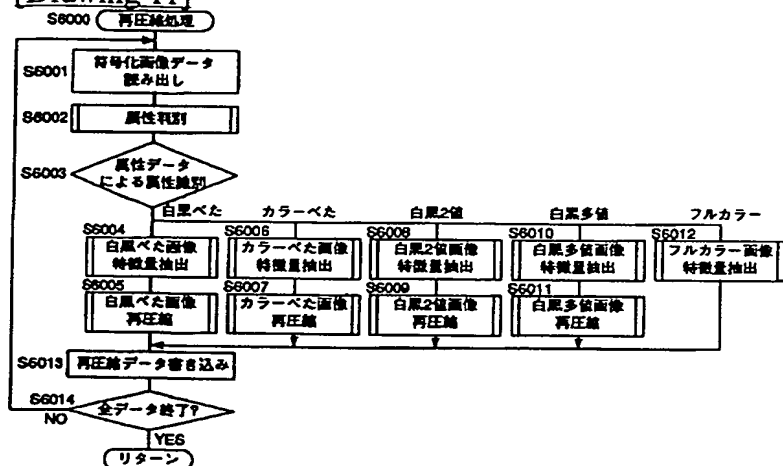 [Drawing 11]
S6000 再圧縮処理
S6001 符号化画像データ
読み出し
S6002 属性判別
S6003 属性データ
による属性識別
白黒べた カラーべた 白黒2値 白黒多値 フルカラー
S6004 S6006 S6008 S6010 S6012
白黒べた画像 カラーべた画像 白黒2値画像 白黒多値画像 フルカラー画像
特徴量抽出 特徴量抽出 特徴量抽出 特徴量抽出 特徴量抽出
S6005 S6007 S6009 S6011
白黒べた画像 カラーべた画像 白黒2値画像 白黒多値画像
再圧縮 再圧縮 再圧縮 再圧縮
S6013 再圧縮データ書き込み
S6014 全データ終了?
NO
YES
リターン